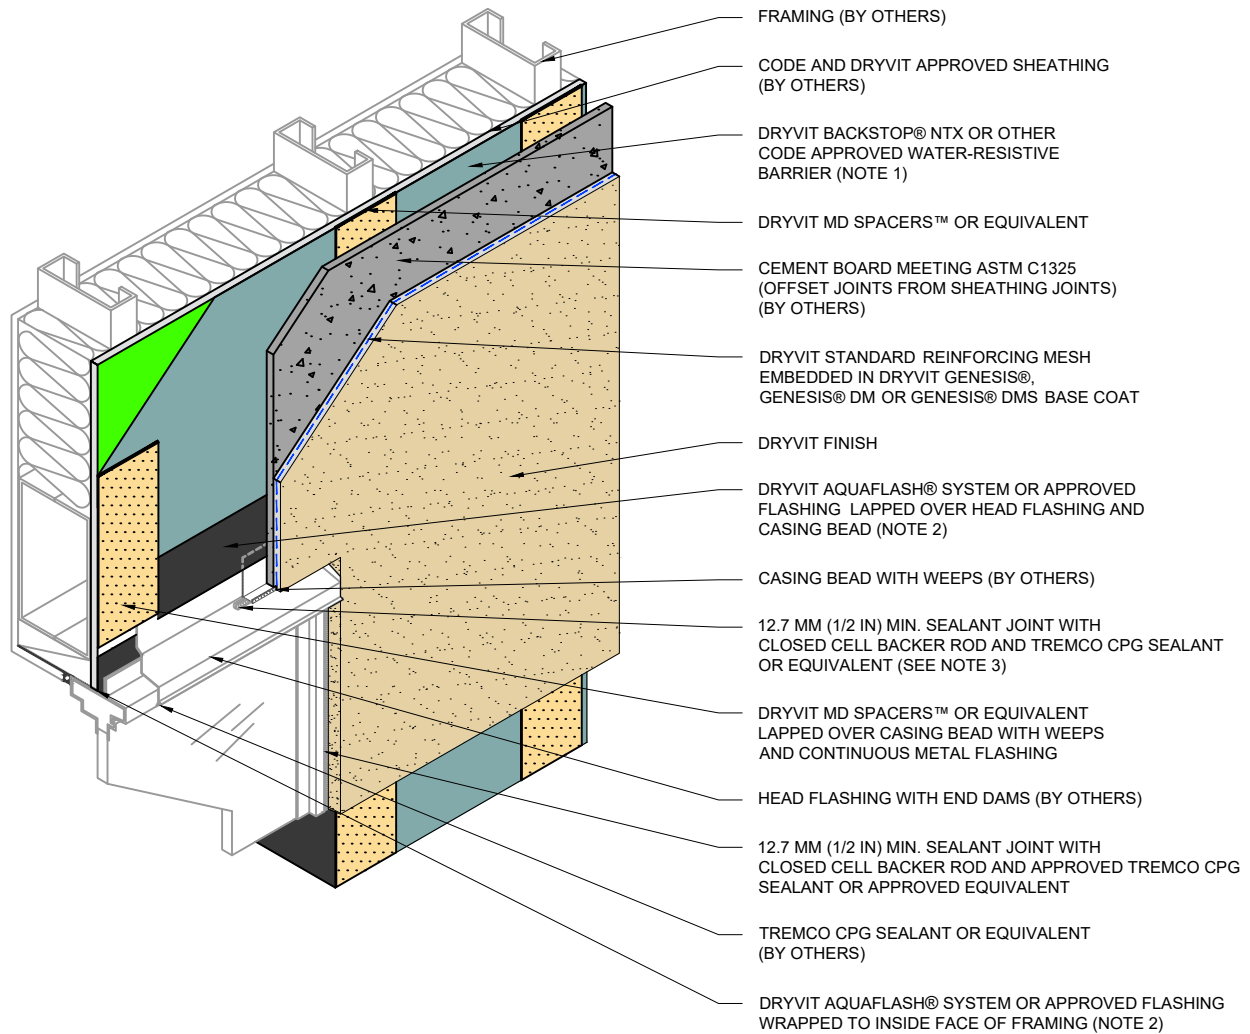 FRAMING (BY OTHERS)
CODE AND DRYVIT APPROVED SHEATHING
(BY OTHERS)
DRYVIT BACKSTOP® NTX OR OTHER
CODE APPROVED WATER-RESISTIVE
BARRIER (NOTE 1)
DRYVIT MD SPACERS™ OR EQUIVALENT
CEMENT BOARD MEETING ASTM C1325
(OFFSET JOINTS FROM SHEATHING JOINTS)
(BY OTHERS)
DRYVIT STANDARD REINFORCING MESH
EMBEDDED IN DRYVIT GENESIS®,
GENESIS® DM OR GENESIS® DMS BASE COAT
DRYVIT FINISH
DRYVIT AQUAFLASH® SYSTEM OR APPROVED
FLASHING LAPPED OVER HEAD FLASHING AND
CASING BEAD (NOTE 2)
CASING BEAD WITH WEEPS (BY OTHERS)
12.7 MM (1/2 IN) MIN. SEALANT JOINT WITH
CLOSED CELL BACKER ROD AND TREMCO CPG SEALANT
OR EQUIVALENT (SEE NOTE 3)
DRYVIT MD SPACERS™ OR EQUIVALENT
LAPPED OVER CASING BEAD WITH WEEPS
AND CONTINUOUS METAL FLASHING
HEAD FLASHING WITH END DAMS (BY OTHERS)
12.7 MM (1/2 IN) MIN. SEALANT JOINT WITH
CLOSED CELL BACKER ROD AND APPROVED TREMCO CPG
SEALANT OR APPROVED EQUIVALENT
TREMCO CPG SEALANT OR EQUIVALENT
(BY OTHERS)
DRYVIT AQUAFLASH® SYSTEM OR APPROVED FLASHING
WRAPPED TO INSIDE FACE OF FRAMING (NOTE 2)